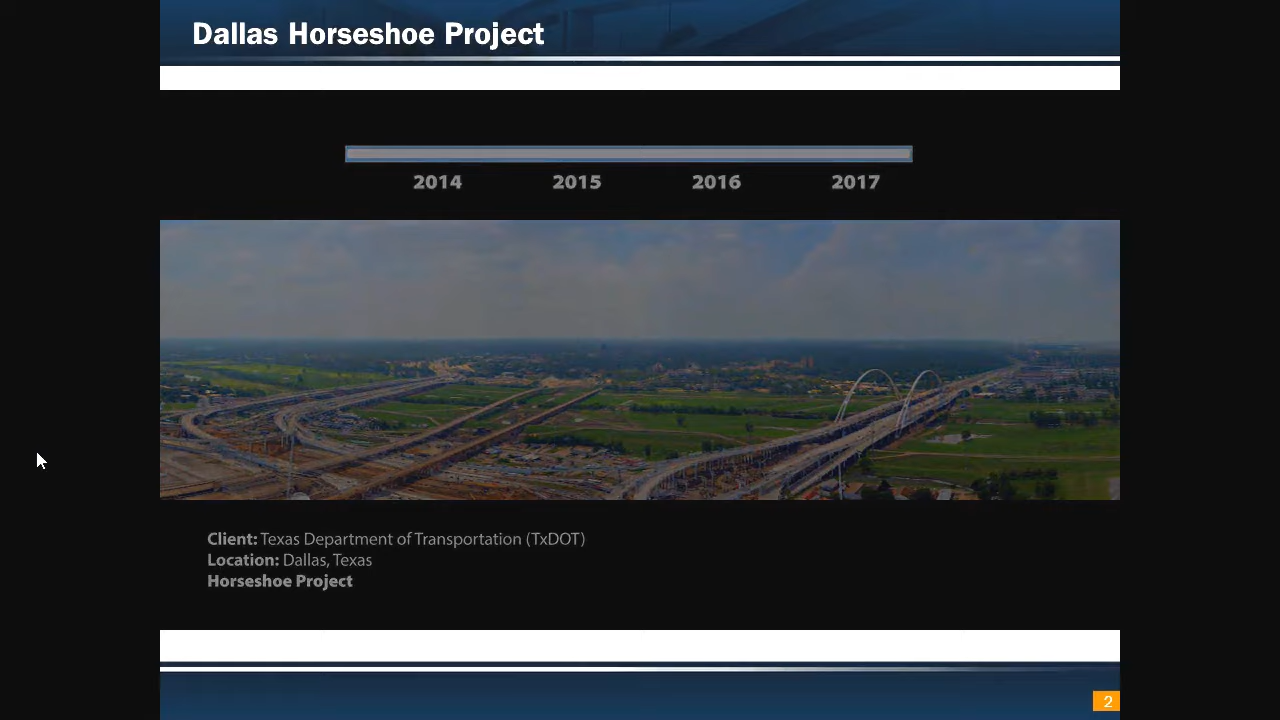 Dallas Horseshoe Project
2014 2015 2016 2017
Client: Texas Department of Transportation (TxDOT)
Location: Dallas, Texas
Horseshoe Project
2